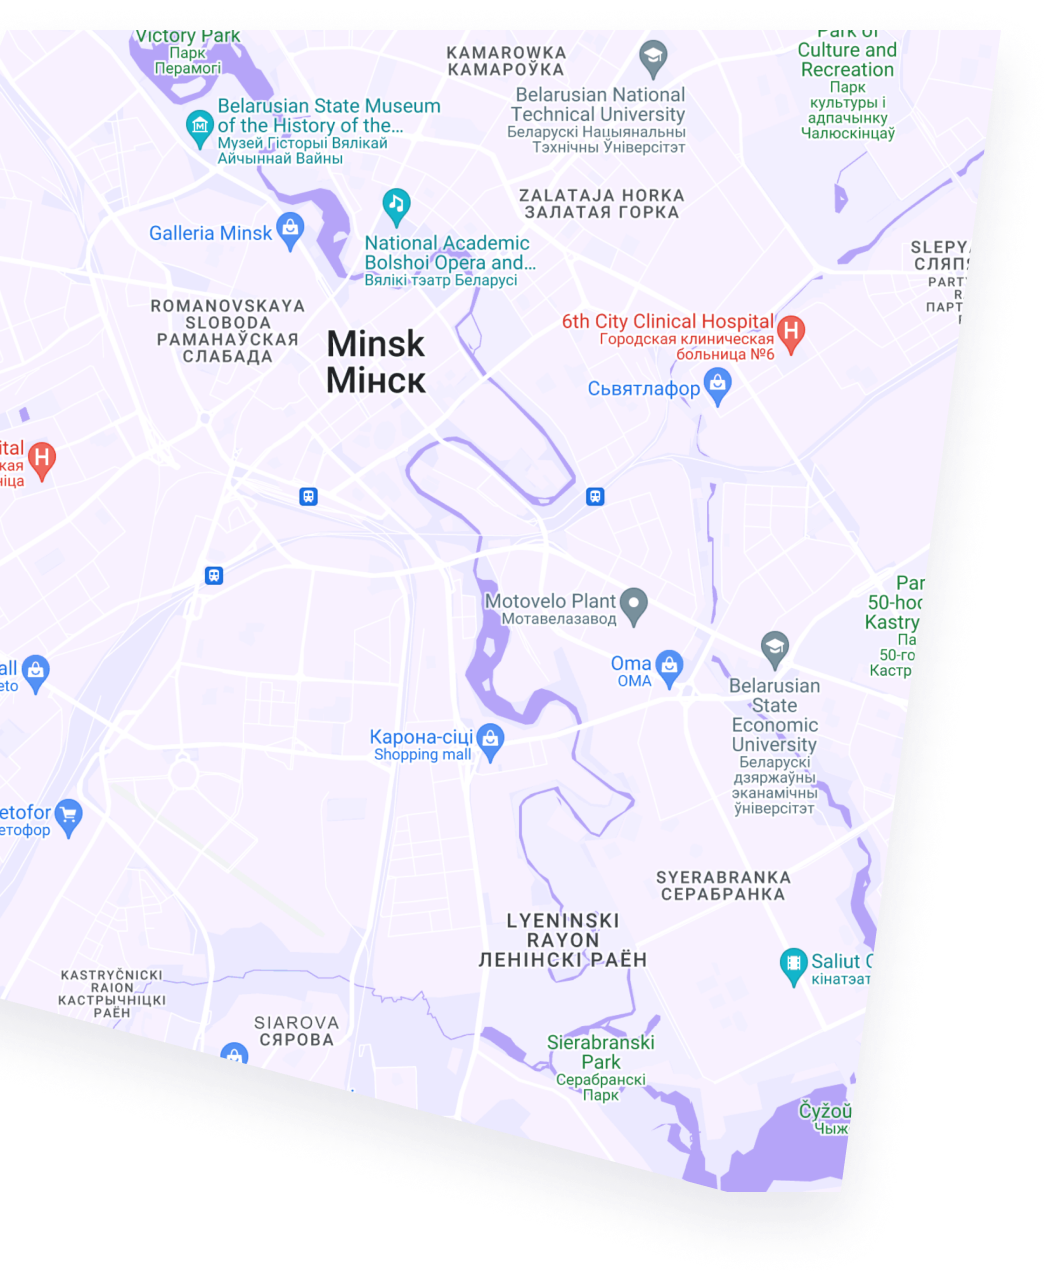 Victory Park
Парк
Перамогі
KAMAROWKA
КАМАРОЎКА
Park of
Culture and
Recreation
Парк
культуры і
адпачынку
Чалюскінцаў
Belarusian National
Technical University
Беларускі Нацыянальны
Тэхнічны Ўніверсітэт
Belarusian State Museum
of the History of the...
Музей Гісторыі Вялікай
Айчыннай Вайны
ZALATAJA HORKA
ЗАЛАТАЯ ГОРКА
Galleria Minsk
National Academic
Bolshoi Opera and...
Вялікі тэатр Беларусі
SLEPY
СЛЯП
PART
R
ПАРТ
ROMANOVSKAYA
SLOBODA
РАМАНАЎСКАЯ
СЛАБАДА
6th City Clinical Hospital
Городская клиническая
больница №6
Minsk
Мінск
Сьвятлафор
ital
кая
ніца
Motovelo Plant
Мотавелазавод
Par
50-hoc
Kastry
Па
50-го
Кастр
all
eto
Oma
ОМА
Belarusian
State
Economic
University
Беларускі
дзяржаўны
эканамічны
ўніверсітэт
Карона-сіці
Shopping mall
etofor
етофор
SYERABRANKA
СЕРАБРАНКА
LYENINSKI
RAYON
ЛЕНІНСКІ РАЁН
Saliut C
кінатэат
KASTRYČNICKI
RAION
КАСТРЫЧНІЦКІ
РАЁН
SIAROVA
СЯРОВА
Sierabranski
Park
Серабранскі
Парк
Čyžoŭ
Чыж